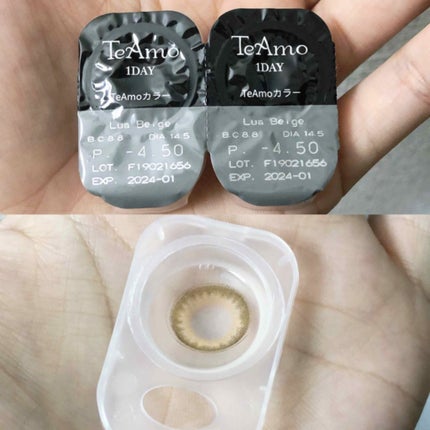 TeAmo
1DAY
TeAmoカラー
Lus Beige
B.C 8.8 DIA 14.5
P. -4.50
LOT. F19021656
EXP. 2024-01
TeAmo
1DAY
TeAmoカラー
Lus Beige
B.C 8.8 DIA 14.5
P. -4.50
LOT. F19021656
EXP. 2024-01